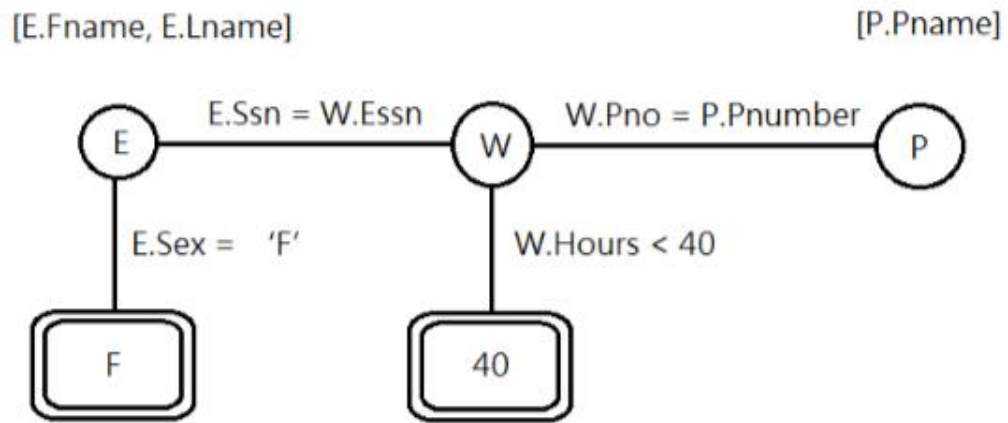 [E.Fname, E.Lname] [P.Pname]
E.Ssn = W.Essn W.Pno = P.Pnumber
E W P
E.Sex = ‘F’ W.Hours < 40
F 40